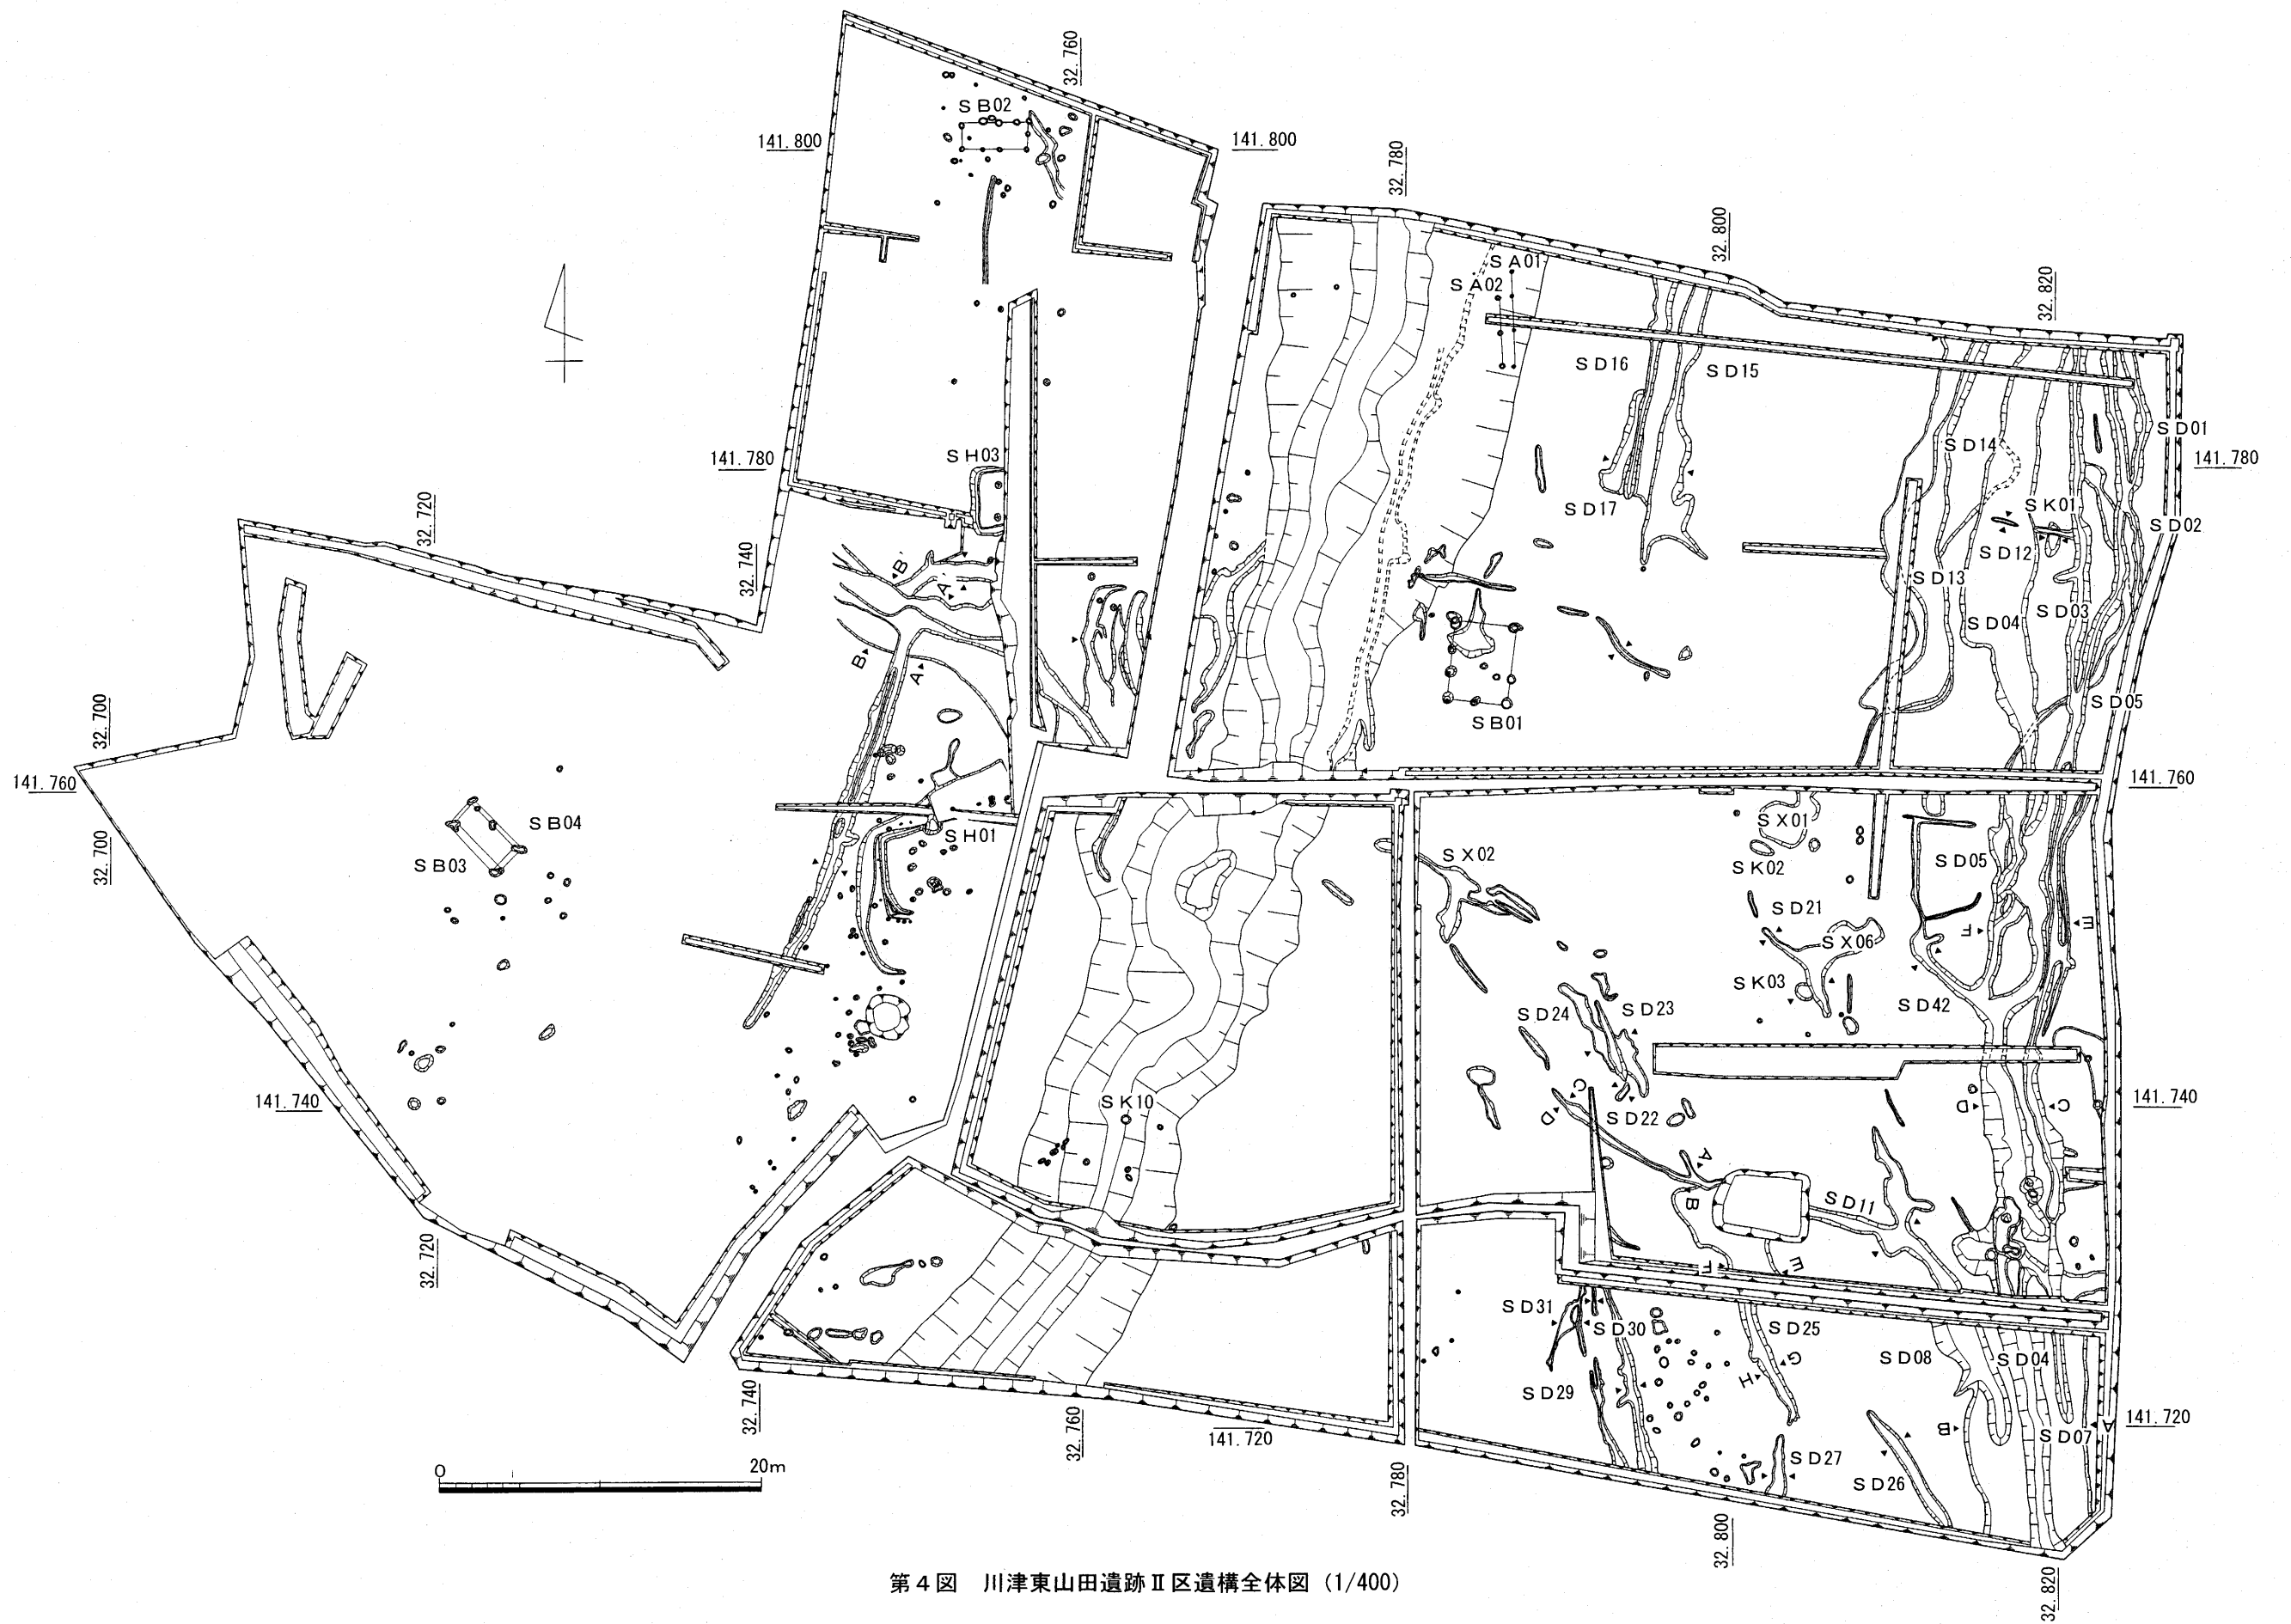 32.760
SB02
141.800
141.800
32.780
32.800
SA01
SA02
32.820
SD16
SD15
SD01
SD14
141.780
SH03
141.780
32.720
SK01
SD17
SD02
32.740
SD12
B
A
SD13
SD03
SD04
B
A
32.700
SD05
SB01
141.760
141.760
SB04
SX01
SH01
32.700
SB03
SX02
SK02
SD05
SD21
E
F
SX06
SK03
SD42
SD24
SD23
C
D
SK10
141.740
SD22
D
C
141.740
A
B
SD11
32.720
F
E
SD31
SD30
SD25
G
SD08
SD04
H
SD29
32.740
32.760
141.720
A
141.720
B
SD07
SD27
SD26
0
20m
32.780
32.800
32.820
第4図 川津東山田遺跡Ⅱ区遺構全体図 (1/400)